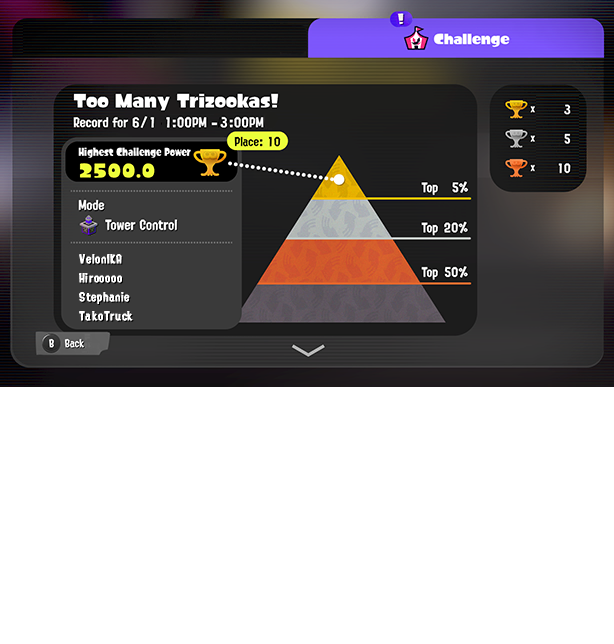 !
Challenge
Too Many Trizookas!
Record for 6/1 1:00PM - 3:00PM
Place: 10
Highest Challenge Power
2500.0
Mode
Tower Control
VelonIKA
Hirooooo
Stephanie
TakoTruck
Top 5%
Top 20%
Top 50%
x 3
x 5
x 10
B Back